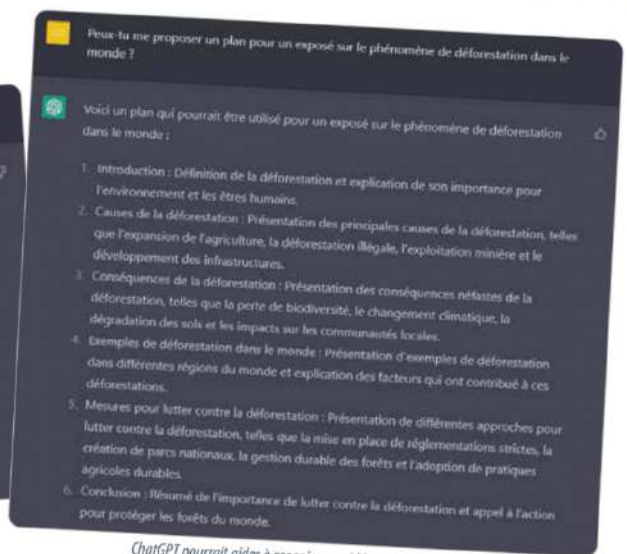 Peux-tu me proposer un plan pour un exposé sur le phénomène de déforestation dans le
monde ?
Voici un plan qui pourrait être utilisé pour un exposé sur le phénomène de déforestation
dans le monde :
1. Introduction : Définition de la déforestation et explication de son importance pour
l'environnement et les êtres humains.
2. Causes de la déforestation : Présentation des principales causes de la déforestation, telles
que l'expansion de l'agriculture, la déforestation illégale, l'exploitation minière et le
développement des infrastructures.
3. Conséquences de la déforestation : Présentation des conséquences néfastes de la
déforestation, telles que la perte de biodiversité, le changement climatique, la
dégradation des sols et les impacts sur les communautés locales.
4. Exemples de déforestation dans le monde : Présentation d'exemples de déforestation
dans différentes régions du monde et explication des facteurs qui ont contribué à ces
déforestations.
5. Mesures pour lutter contre la déforestation : Présentation de différentes approches pour
lutter contre la déforestation, telles que la mise en place de réglementations strictes, la
création de parcs nationaux, la gestion durable des forêts et l'adoption de pratiques
agricoles durables.
6. Conclusion : Résumé de l'importance de lutter contre la déforestation et appel à l'action
pour protéger les forêts du monde.
ChatGPT pourrait aider à